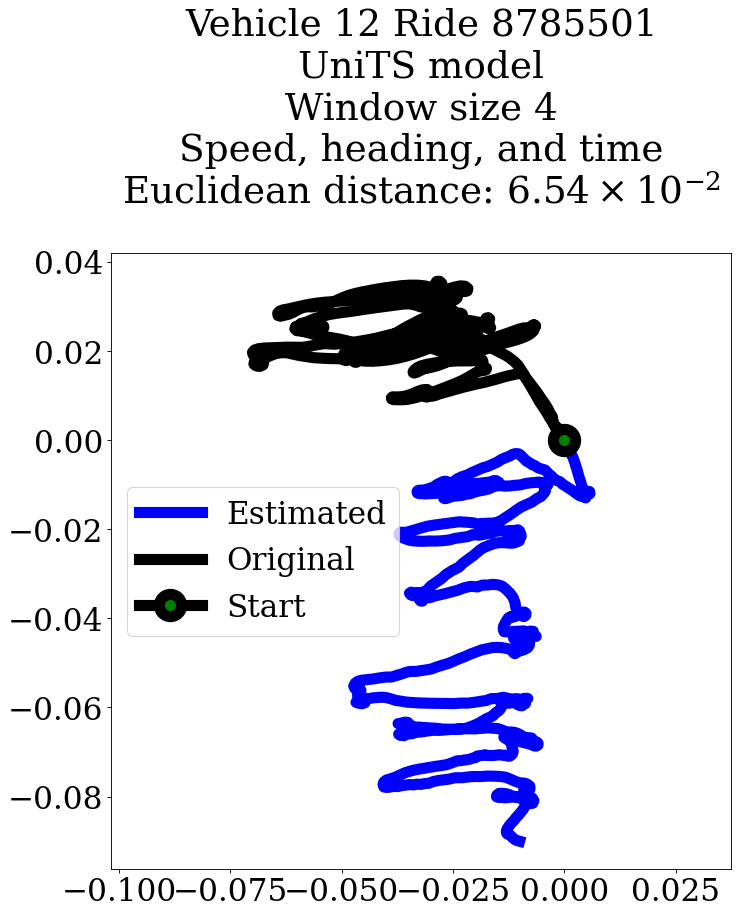 Vehicle 12 Ride 8785501
UniTS model
Window size 4
Speed, heading, and time
Euclidean distance: 6.54 × 10⁻²
0.04
0.02
0.00
−0.02
−0.04
−0.06
−0.08
Estimated
Original
Start
−0.100 −0.075 −0.050 −0.025 0.000 0.025